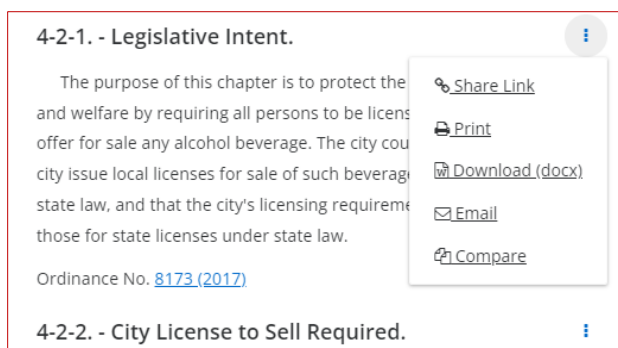 4-2-1. - Legislative Intent.
The purpose of this chapter is to protect the
and welfare by requiring all persons to be licens
offer for sale any alcohol beverage. The city cou
city issue local licenses for sale of such beverag
state law, and that the city's licensing requireme
those for state licenses under state law.
Share Link
Print
Download (docx)
Email
Compare
Ordinance No. 8173 (2017)
4-2-2. - City License to Sell Required.